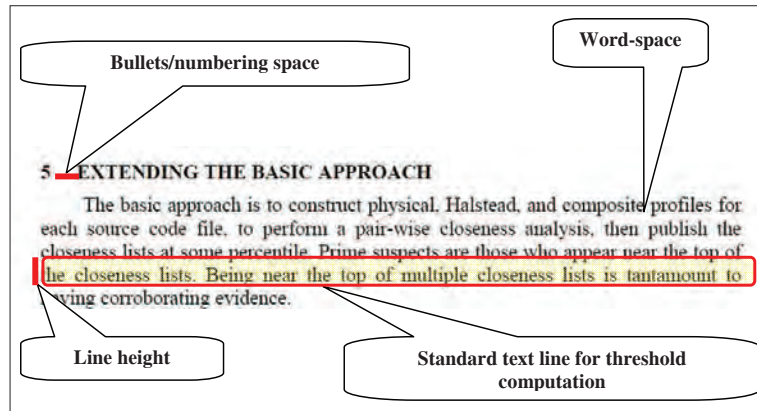 Word-space
Bullets/numbering space
5 EXTENDING THE BASIC APPROACH
The basic approach is to construct physical, Halstead, and composite profiles for
each source code file, to perform a pair-wise closeness analysis, then publish the
closeness lists at some percentile. Prime suspects are those who appear near the top of
the closeness lists. Being near the top of multiple closeness lists is tantamount to
having corroborating evidence.
Line height
Standard text line for threshold
computation